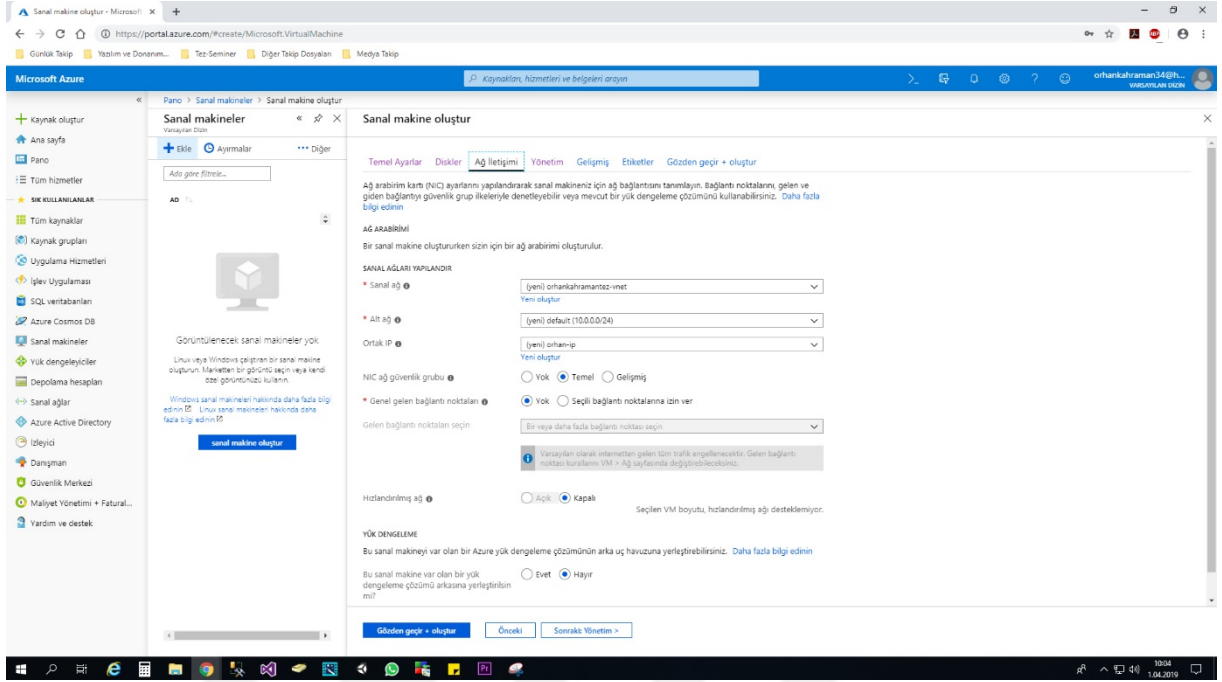 Sanal makine oluştur - Microsoft
https://portal.azure.com/#create/Microsoft.VirtualMachine
Günlük Takip
Yazılım ve Donanım...
Tez-Seminer
Diğer Takip Dosyaları
Medya Takip
Microsoft Azure
Kaynakları, hizmetleri ve belgeleri arayın
orhankahraman34@h...
VARSAYILAN DİZİN
Kaynak oluştur
Ana sayfa
Pano
Tüm hizmetler
SIK KULLANILANLAR
Tüm kaynaklar
Kaynak grupları
Uygulama Hizmetleri
İşlev Uygulaması
SQL veritabanları
Azure Cosmos DB
Sanal makineler
Yük dengeleyiciler
Depolama hesapları
Sanal ağlar
Azure Active Directory
İzleyici
Danışman
Güvenlik Merkezi
Maliyet Yönetimi + Fatural...
Yardım ve destek
Pano > Sanal makineler > Sanal makine oluştur
Sanal makineler
Varsayılan Dizin
Ekle
Ayırmalar
Diğer
Ada göre filtrele...
AD
Görüntülenecek sanal makineler yok
Linux veya Windows çalıştıran bir sanal makine
oluşturun. Marketten bir görüntü seçin veya kendi
özel görüntünüzü kullanın.
Windows sanal makineleri hakkında daha fazla bilgi
edinin Linux sanal makineleri hakkında daha
fazla bilgi edinin
sanal makine oluştur
Sanal makine oluştur
Temel Ayarlar
Diskler
Ağ İletişimi
Yönetim
Gelişmiş
Etiketler
Gözden geçir + oluştur
Ağ arabirim kartı (NIC) ayarlarını yapılandırarak sanal makineniz için ağ bağlantısını tanımlayın. Bağlantı noktalarını, gelen ve
giden bağlantıyı güvenlik grup ilkeleriyle denetleyebilir veya mevcut bir yük dengeleme çözümünü kullanabilirsiniz. Daha fazla
bilgi edinin
AĞ ARABİRİMİ
Bir sanal makine oluştururken sizin için bir ağ arabirimi oluşturulur.
SANAL AĞLARI YAPILANDIR
* Sanal ağ
(yeni) orhankahramantez-vnet
Yeni oluştur
* Alt ağ
(yeni) default (10.0.0.0/24)
Ortak IP
(yeni) orhan-ip
Yeni oluştur
NIC ağ güvenlik grubu
Yok Temel Gelişmiş
* Genel gelen bağlantı noktaları
Yok Seçili bağlantı noktalarına izin ver
Gelen bağlantı noktaları seçin
Bir veya daha fazla bağlantı noktası seçin
Varsayılan olarak internetten gelen tüm trafik engellenecektir. Gelen bağlantı
noktası kurallarını VM > Ağ sayfasında değiştirebileceksiniz.
Hızlandırılmış ağ
Açık Kapalı
Seçilen VM boyutu, hızlandırılmış ağı desteklemiyor.
YÜK DENGELEME
Bu sanal makineyi var olan bir Azure yük dengeleme çözümünün arka uç havuzuna yerleştirebilirsiniz. Daha fazla bilgi edinin
Bu sanal makine var olan bir yük
dengeleme çözümü arkasına yerleştirilsin
mi?
Evet Hayır
Gözden geçir + oluştur
Önceki
Sonraki: Yönetim >
10:04
1.04.2019